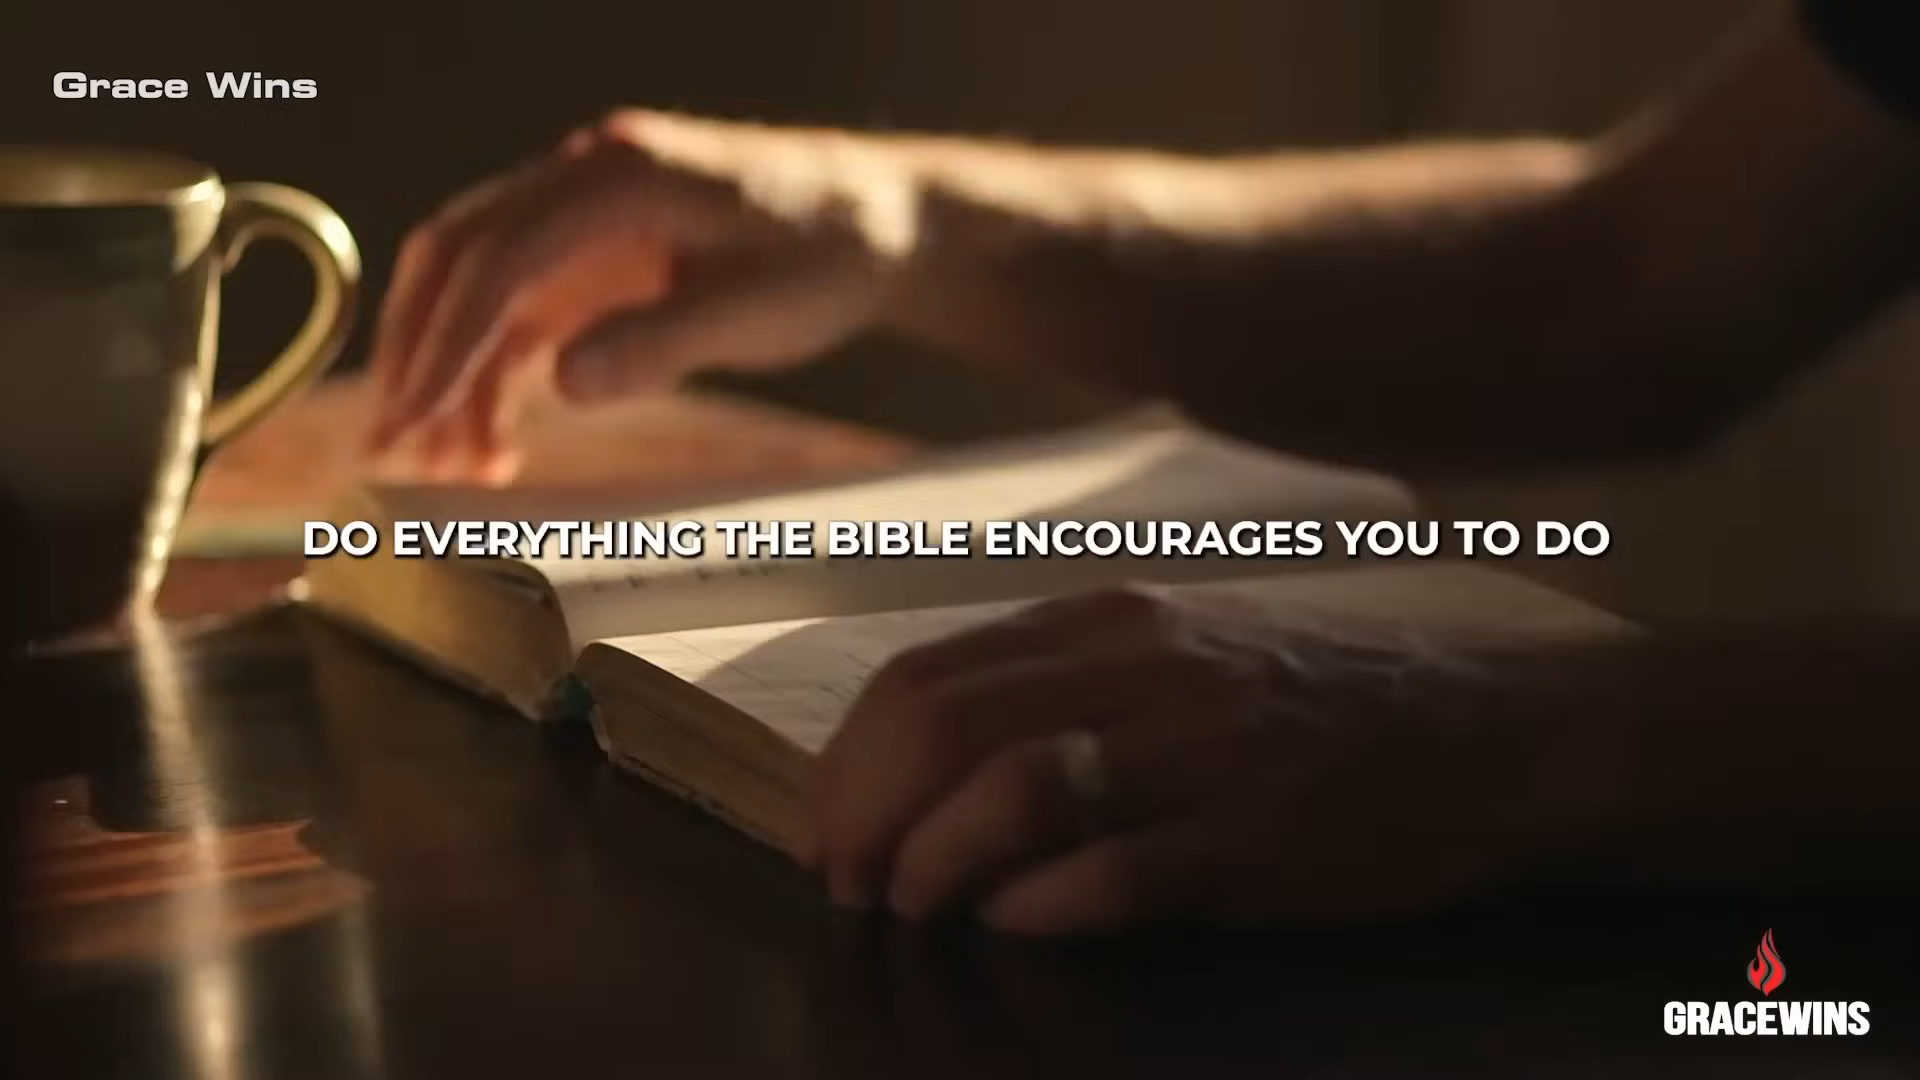 Grace Wins
DO EVERYTHING THE BIBLE ENCOURAGES YOU TO DO
GRACEWINS